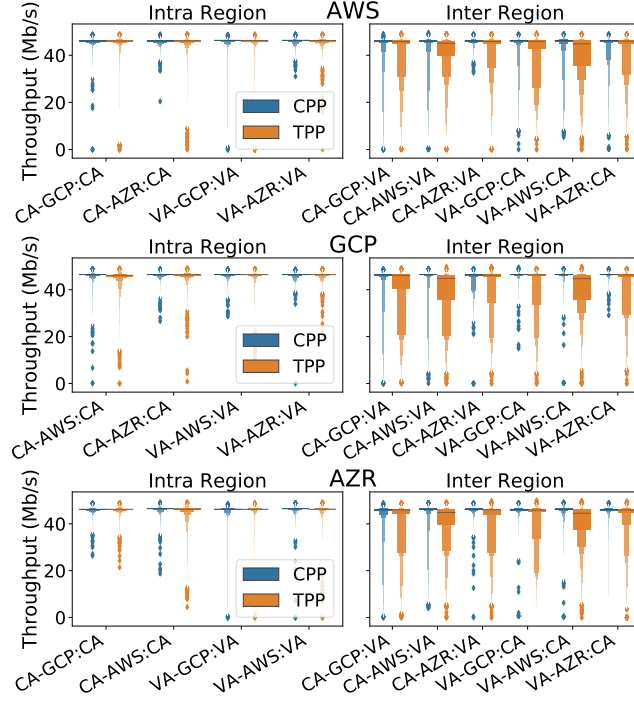 AWS
Intra Region
Inter Region
Throughput (Mb/s)
40
20
0
CPP
TPP
CA-GCP:CA
CA-AZR:CA
VA-GCP:VA
VA-AZR:VA
CA-GCP:VA
CA-AWS:VA
CA-AZR:VA
VA-GCP:CA
VA-AWS:CA
VA-AZR:CA
GCP
Intra Region
Inter Region
Throughput (Mb/s)
40
20
0
CPP
TPP
CA-AWS:CA
CA-AZR:CA
VA-AWS:VA
VA-AZR:VA
CA-GCP:VA
CA-AWS:VA
CA-AZR:VA
VA-GCP:CA
VA-AWS:CA
VA-AZR:CA
AZR
Intra Region
Inter Region
Throughput (Mb/s)
40
20
0
CPP
TPP
CA-GCP:CA
CA-AWS:CA
VA-GCP:VA
VA-AWS:VA
CA-GCP:VA
CA-AWS:VA
CA-AZR:VA
VA-GCP:CA
VA-AWS:CA
VA-AZR:CA